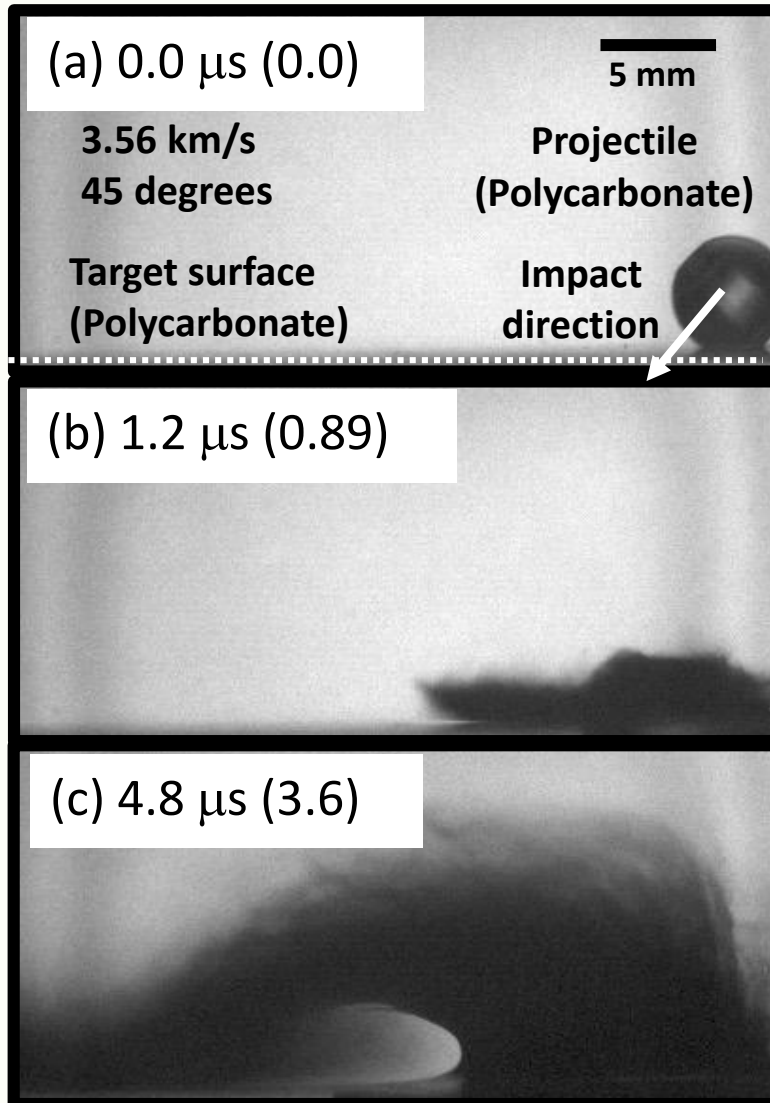 (a) 0.0 μs (0.0)
5 mm
3.56 km/s
45 degrees
Projectile
(Polycarbonate)
Target surface
(Polycarbonate)
Impact
direction
(b) 1.2 μs (0.89)
(c) 4.8 μs (3.6)